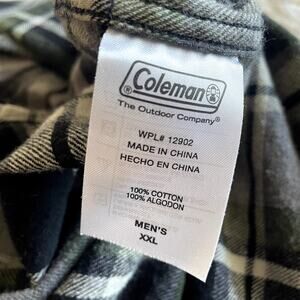 Coleman®
The Outdoor Company®
WPL# 12902
MADE IN CHINA
HECHO EN CHINA
100% COTTON
100% ALGODON
MEN'S
XXL